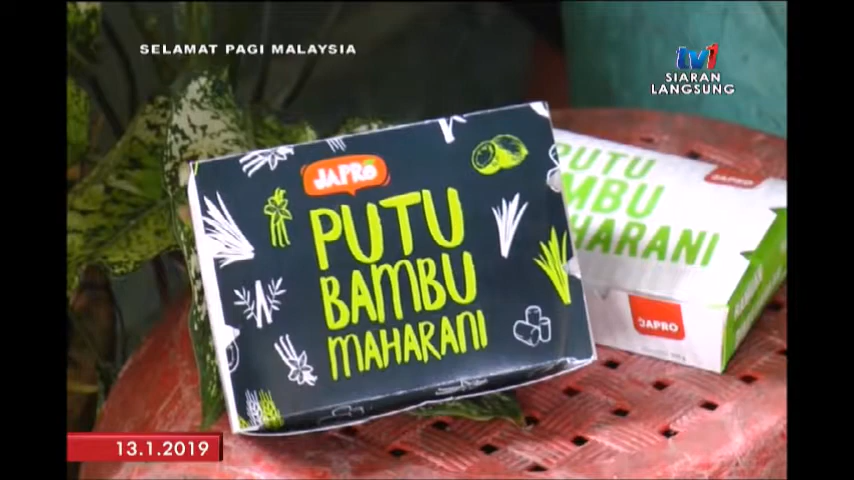 SELAMAT PAGI MALAYSIA
tv1
SIARAN
LANGSUNG
JAPRO
PUTU
BAMBU
MAHARANI
PUTU
BAMBU
MAHARANI
JAPRO
JAPRO
13.1.2019